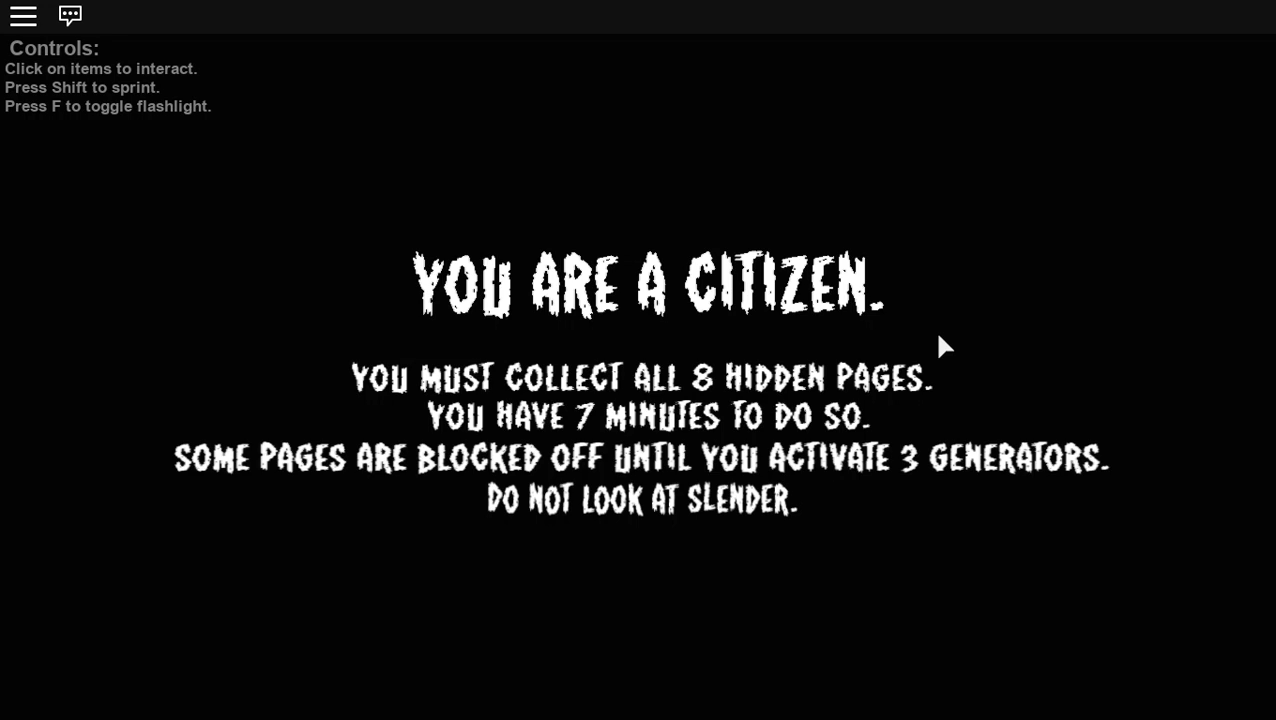 Controls:
Click on items to interact.
Press Shift to sprint.
Press F to toggle flashlight.
YOU ARE A CITIZEN.
YOU MUST COLLECT ALL 8 HIDDEN PAGES.
YOU HAVE 7 MINUTES TO DO SO.
SOME PAGES ARE BLOCKED OFF UNTIL YOU ACTIVATE 3 GENERATORS.
DO NOT LOOK AT SLENDER.